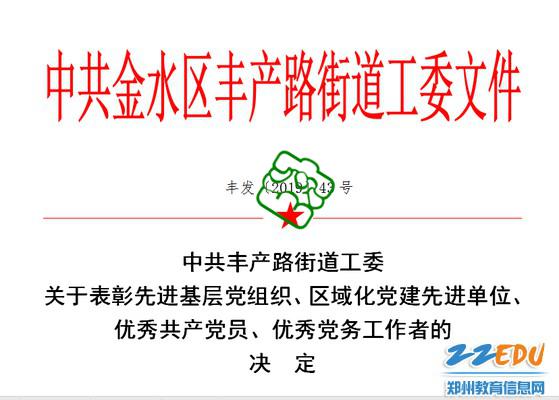 中共金水区丰产路街道工委文件
丰发〔2019〕43号
中共丰产路街道工委
关于表彰先进基层党组织、区域化党建先进单位、
优秀共产党员、优秀党务工作者的
决 定
ZZEDU
郑州教育信息网